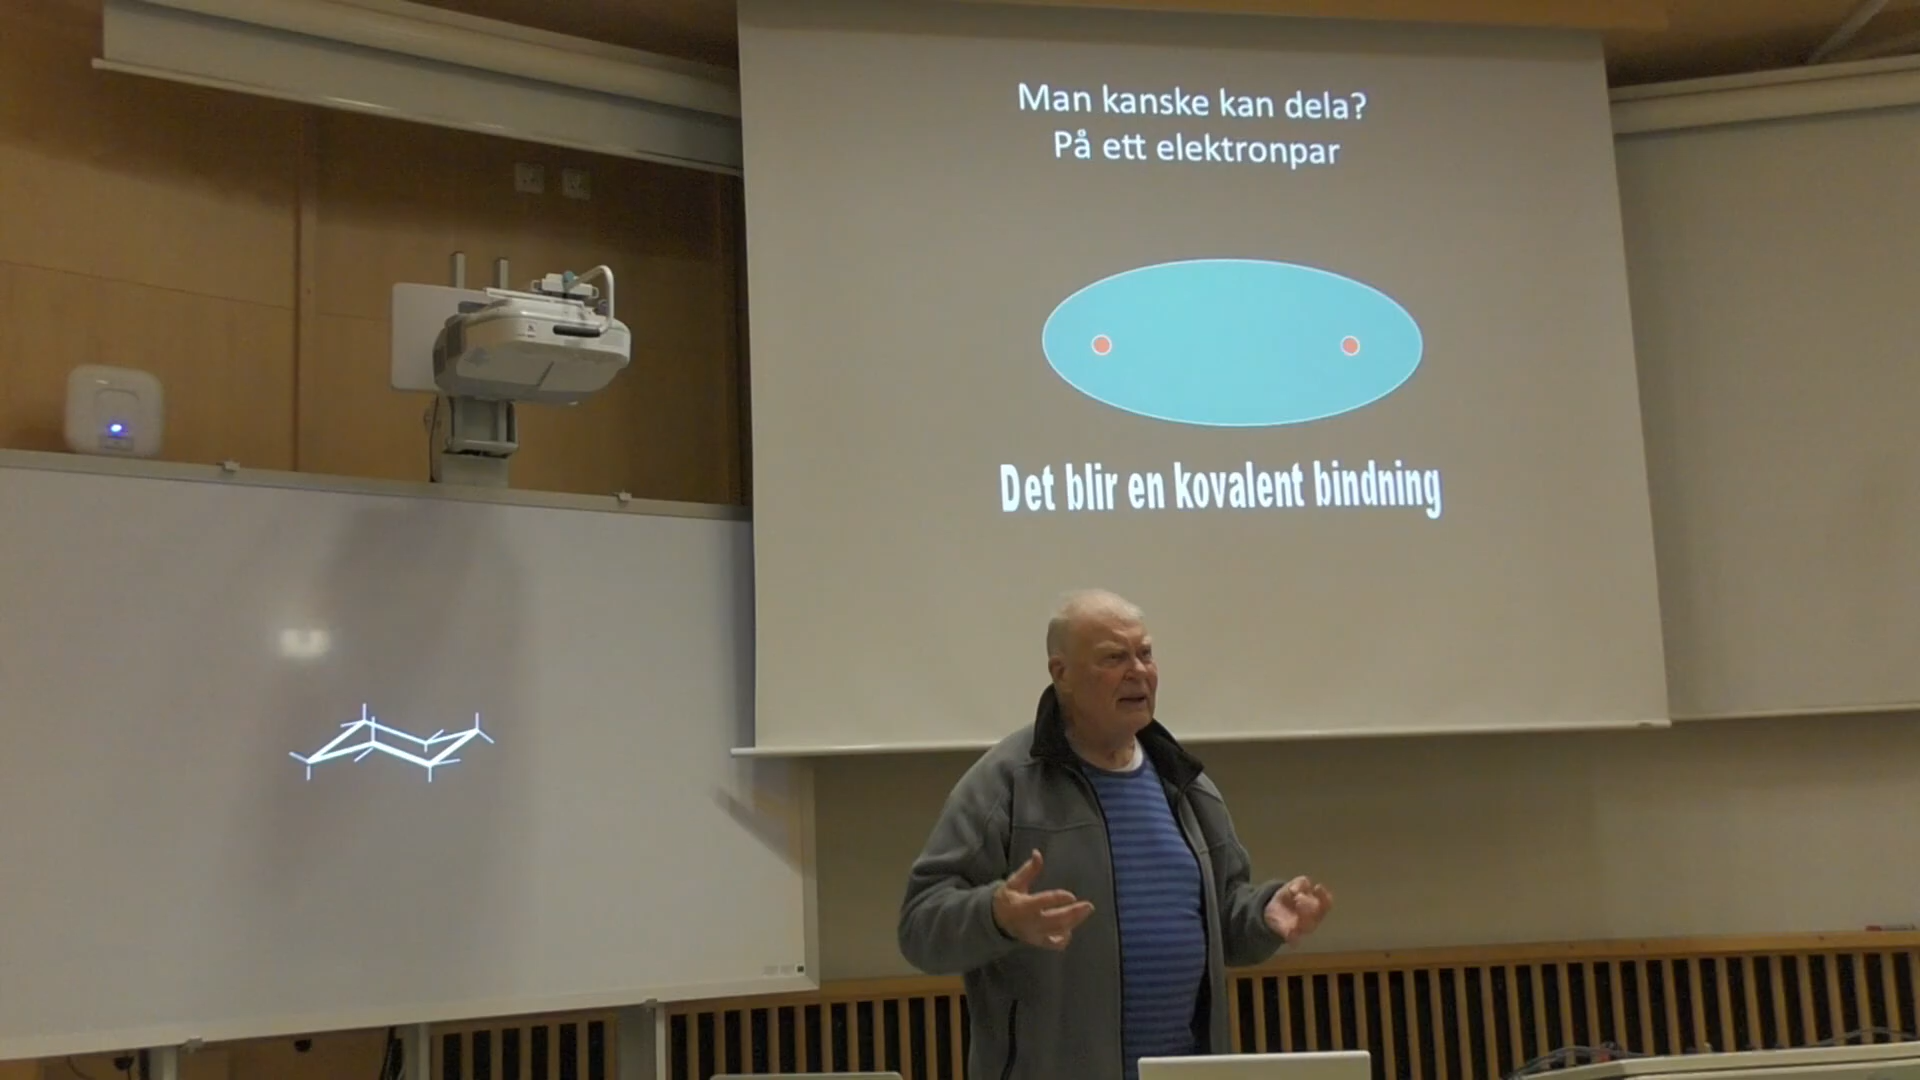 Man kanske kan dela?
På ett elektronpar
Det blir en kovalent bindning